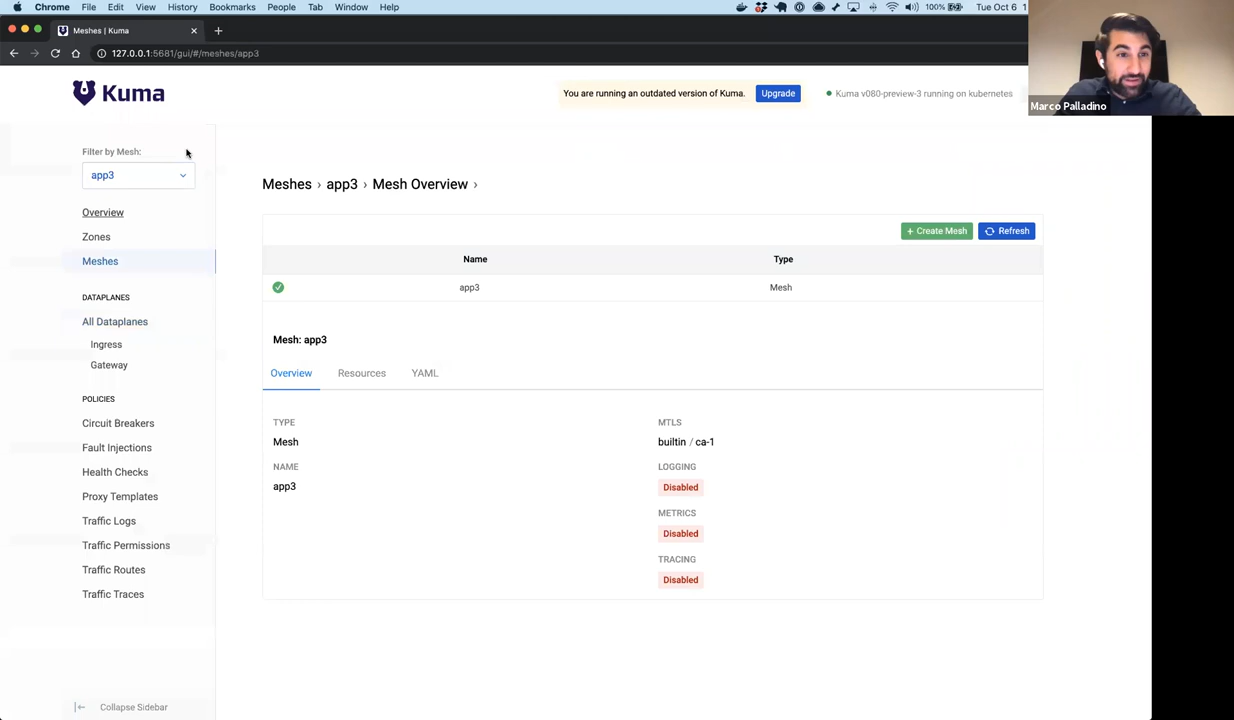 Chrome File Edit View History Bookmarks People Tab Window Help 100% Tue Oct 6 1
Meshes | Kuma
127.0.0.1:5681/gui/#/meshes/app3
Kuma
You are running an outdated version of Kuma. Upgrade
Kuma v080-preview-3 running on kubernetes
Marco Palladino
Filter by Mesh:
app3
Overview
Zones
Meshes
DATAPLANES
All Dataplanes
Ingress
Gateway
POLICIES
Circuit Breakers
Fault Injections
Health Checks
Proxy Templates
Traffic Logs
Traffic Permissions
Traffic Routes
Traffic Traces
Collapse Sidebar
Meshes › app3 › Mesh Overview ›
+ Create Mesh Refresh
Name Type
app3 Mesh
Mesh: app3
Overview Resources YAML
TYPE
Mesh
NAME
app3
MTLS
builtin / ca-1
LOGGING
Disabled
METRICS
Disabled
TRACING
Disabled